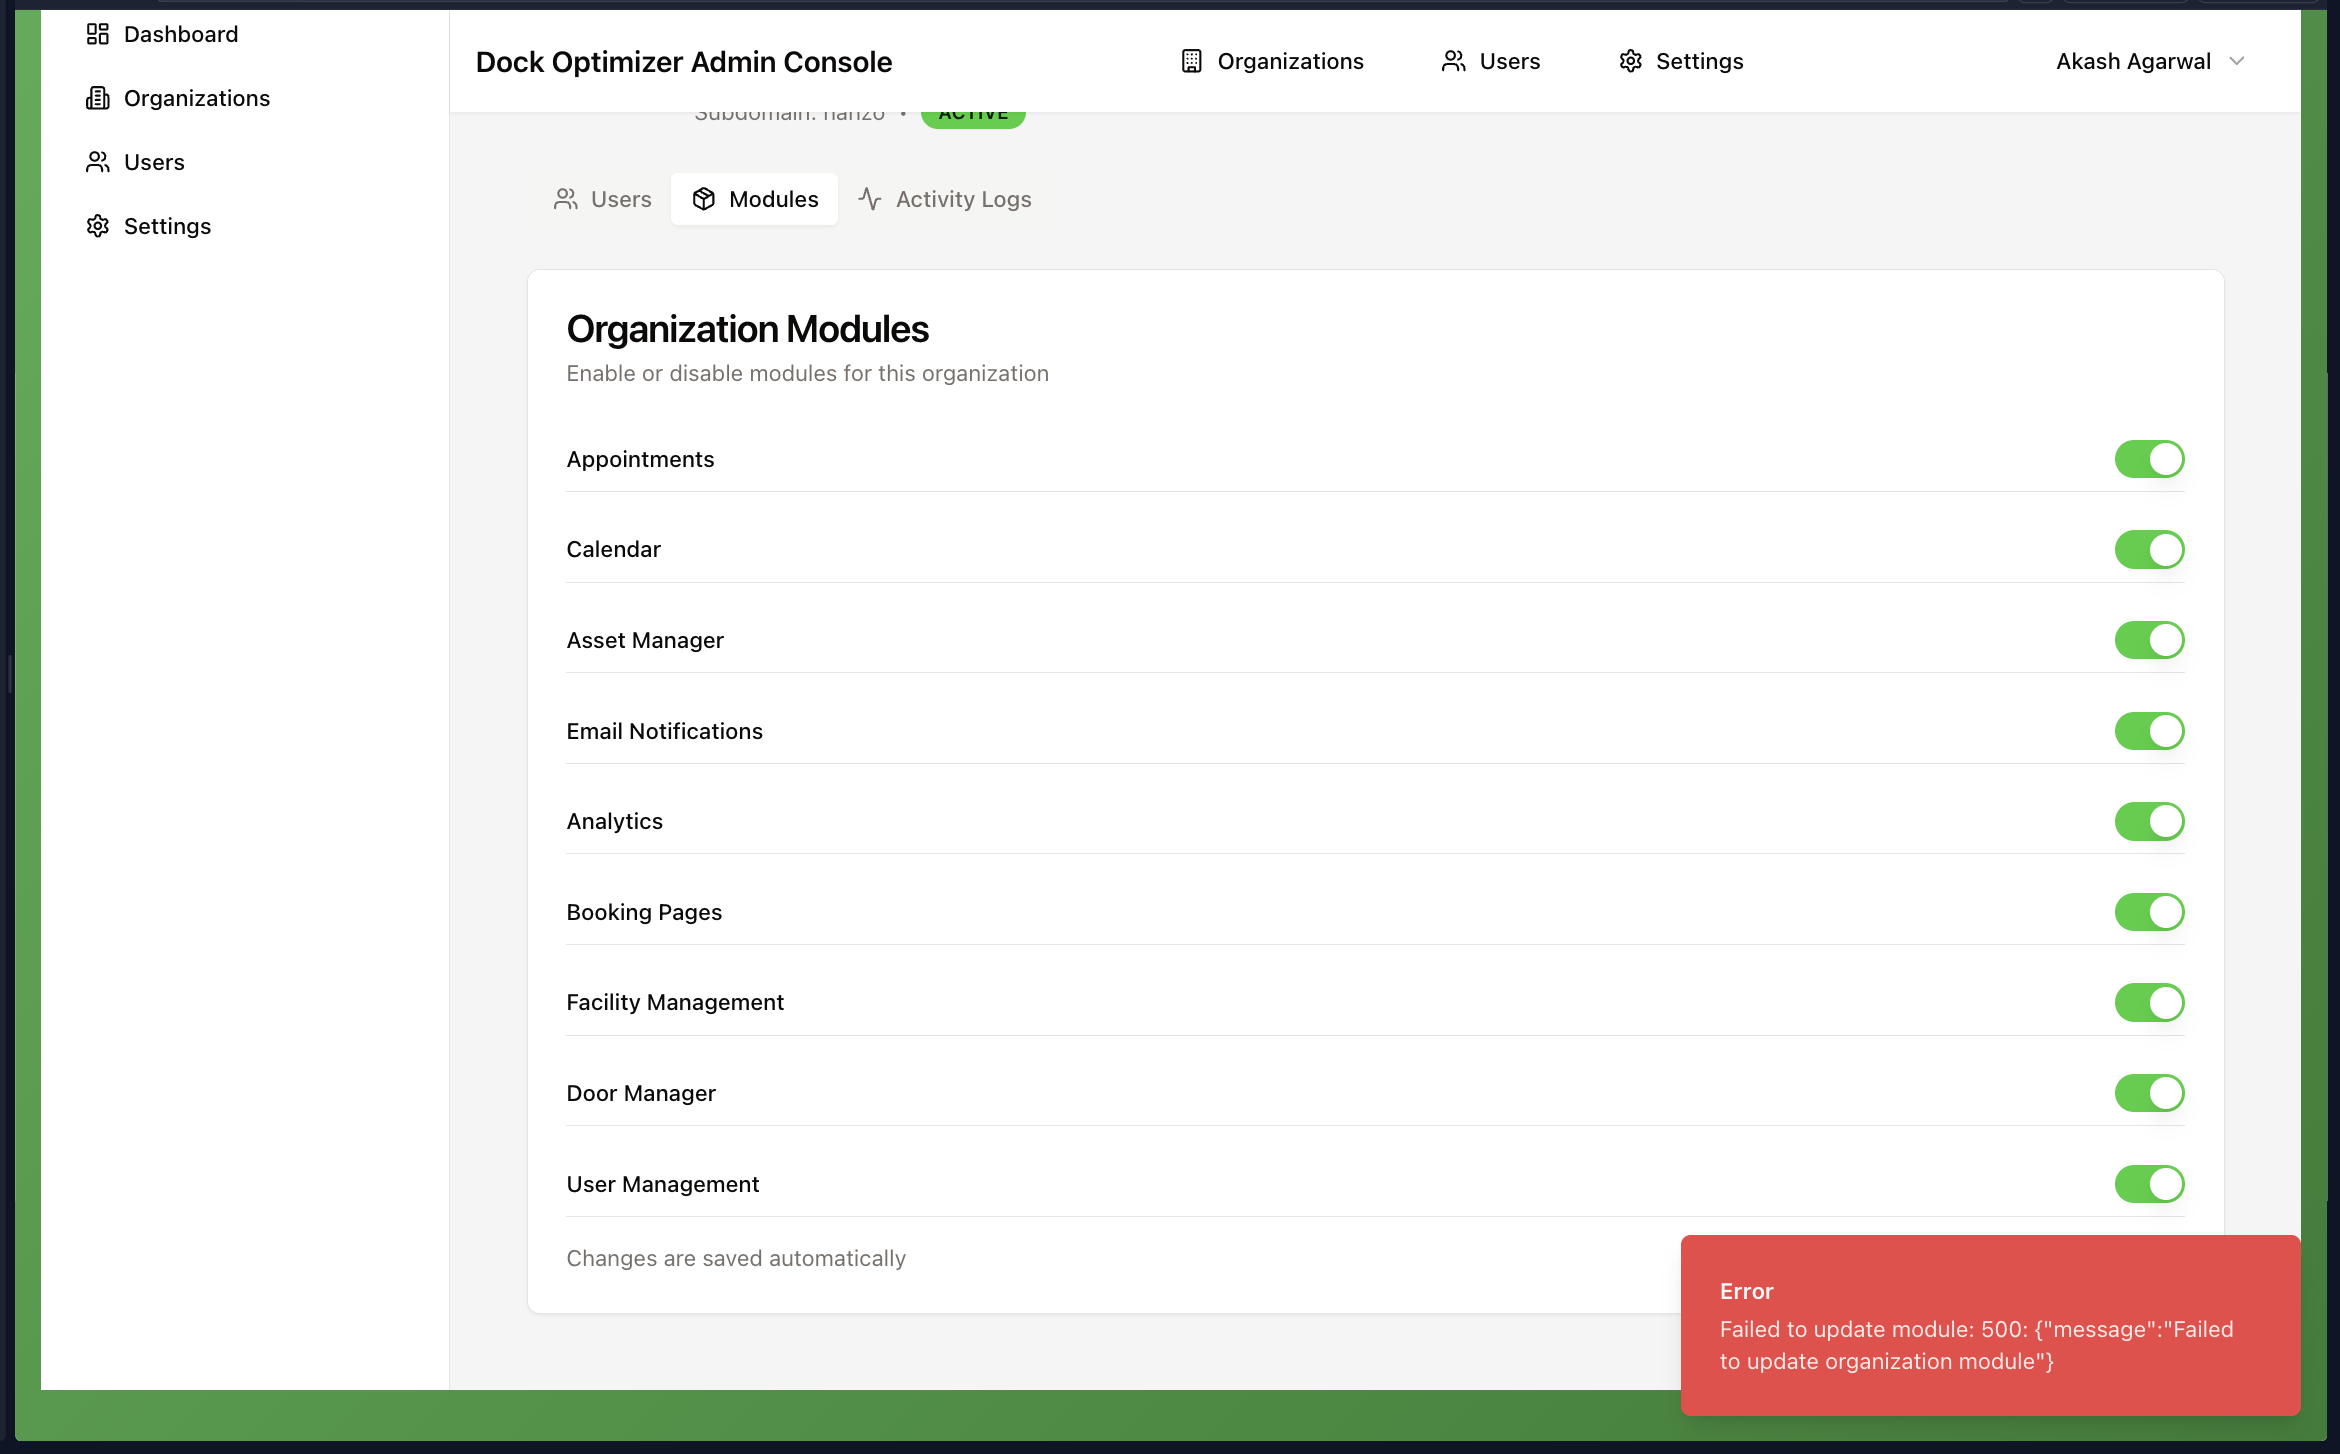 Dashboard
Organizations
Users
Settings
Dock Optimizer Admin Console
Organizations
Users
Settings
Akash Agarwal
Subdomain: hanzo • ACTIVE
Users
Modules
Activity Logs
Organization Modules
Enable or disable modules for this organization
Appointments
Calendar
Asset Manager
Email Notifications
Analytics
Booking Pages
Facility Management
Door Manager
User Management
Changes are saved automatically
Error
Failed to update module: 500: {"message":"Failed
to update organization module"}